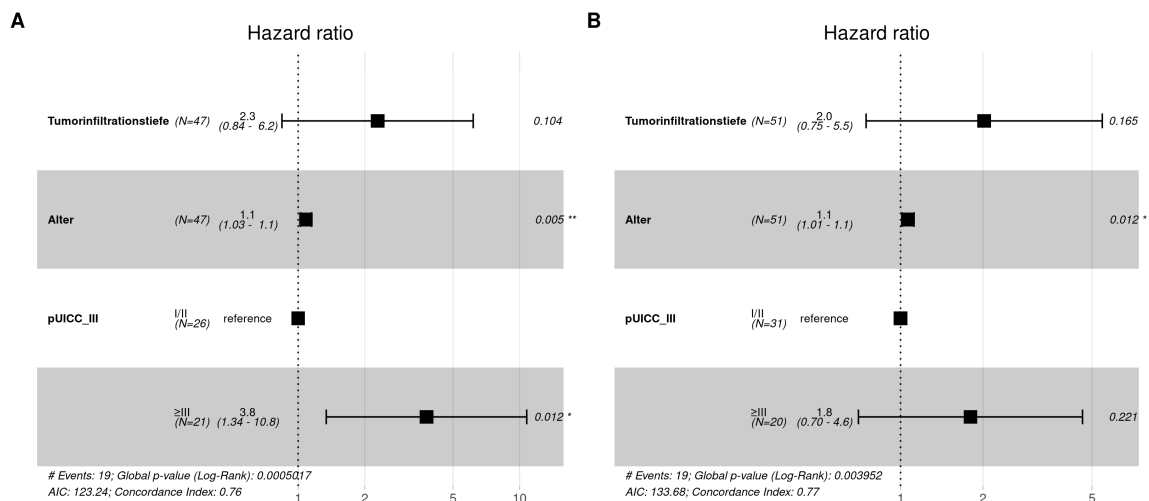 A
Hazard ratio
Tumorinfiltrationstiefe (N=47) 2.3 (0.84 - 6.2) 0.104
Alter (N=47) 1.1 (1.03 - 1.1) 0.005 **
pUICC_III I/II (N=26) reference
≥III (N=21) 3.8 (1.34 - 10.8) 0.012 *
# Events: 19; Global p-value (Log-Rank): 0.0005017
AIC: 123.24; Concordance Index: 0.76
1 2 5 10
B
Hazard ratio
Tumorinfiltrationstiefe (N=51) 2.0 (0.75 - 5.5) 0.165
Alter (N=51) 1.1 (1.01 - 1.1) 0.012 *
pUICC_III I/II (N=31) reference
≥III (N=20) 1.8 (0.70 - 4.6) 0.221
# Events: 19; Global p-value (Log-Rank): 0.003952
AIC: 133.68; Concordance Index: 0.77
1 2 5